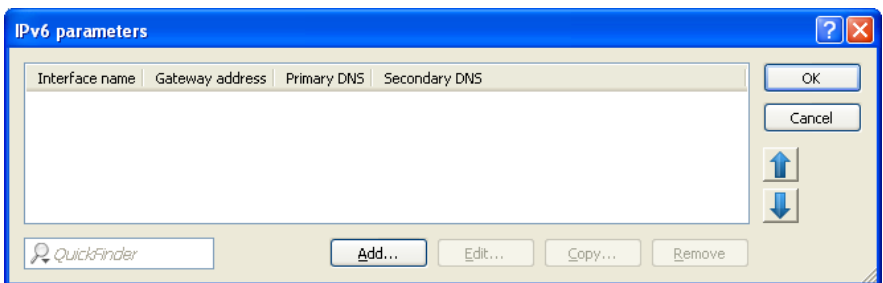 IPv6 parameters
Interface name Gateway address Primary DNS Secondary DNS
OK
Cancel
QuickFinder
Add... Edit... Copy... Remove